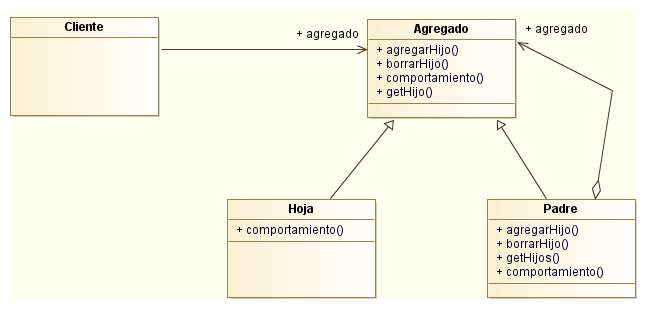 Cliente
+ agregado
Agregado
+ agregarHijo()
+ borrarHijo()
+ comportamiento()
+ getHijo()
+ agregado
Hoja
+ comportamiento()
Padre
+ agregarHijo()
+ borrarHijo()
+ getHijos()
+ comportamiento()